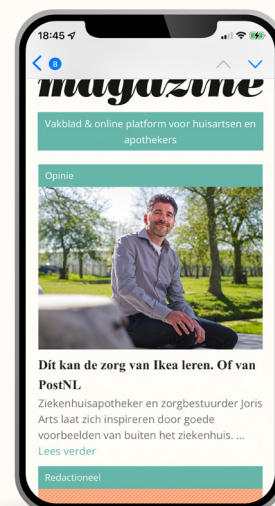 18:45
8
magazine
Vakblad & online platform voor huisartsen en
apothekers
Opinie
Dít kan de zorg van Ikea leren. Of van
PostNL
Ziekenhuisapotheker en zorgbestuurder Joris
Arts laat zich inspireren door goede
voorbeelden van buiten het ziekenhuis. ...
Lees verder
Redactioneel